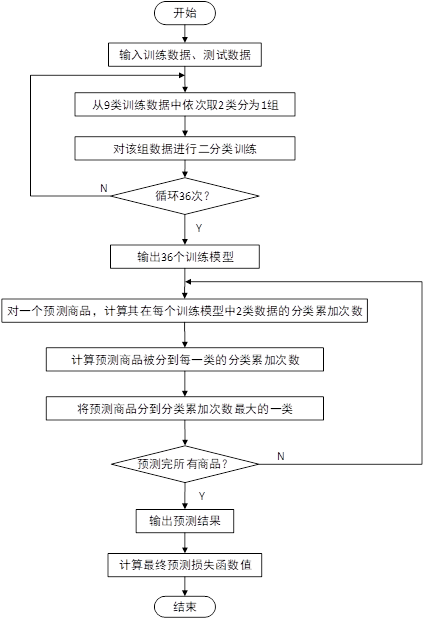 开始
输入训练数据、测试数据
从9类训练数据中依次取2类分为1组
对该组数据进行二分类训练
N
循环36次?
Y
输出36个训练模型
对一个预测商品，计算其在每个训练模型中2类数据的分类累加次数
计算预测商品被分到每一类的分类累加次数
将预测商品分到分类累加次数最大的一类
预测完所有商品?
N
Y
输出预测结果
计算最终预测损失函数值
结束